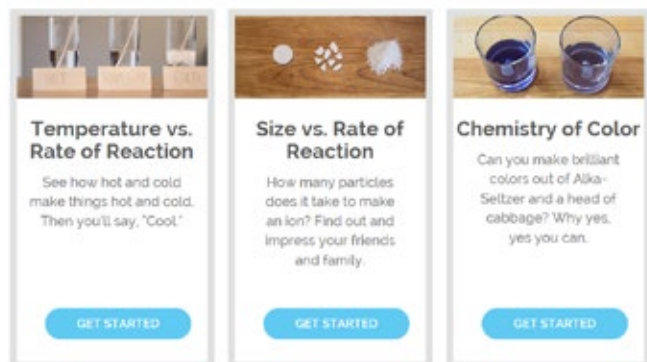 Temperature vs.
Rate of Reaction
See how hot and cold
make things hot and cold.
Then you'll say, "Cool."
GET STARTED
Size vs. Rate of
Reaction
How many particles
does it take to make
an ion? Find out and
impress your friends
and family.
GET STARTED
Chemistry of Color
Can you make brilliant
colors out of Alka-
Seltzer and a head of
cabbage? Why yes,
yes you can.
GET STARTED